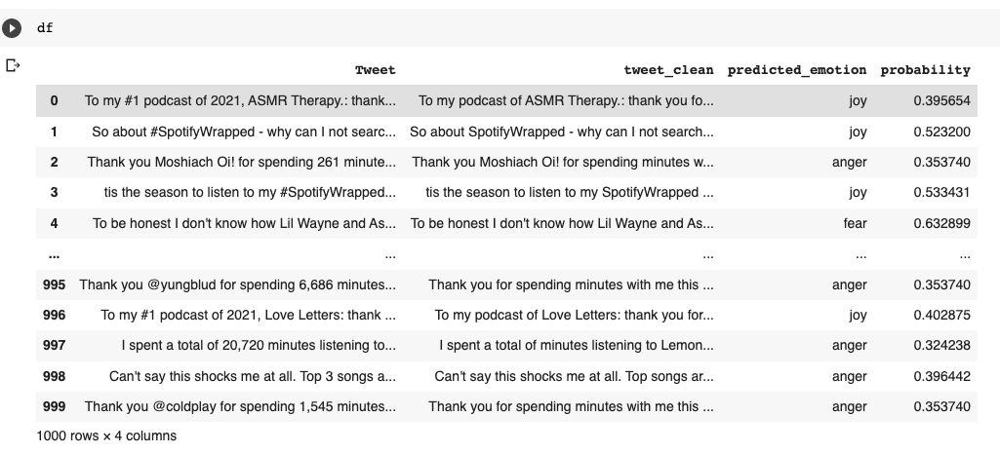 df
Tweet tweet_clean predicted_emotion probability
0 To my #1 podcast of 2021, ASMR Therapy.: thank... To my podcast of ASMR Therapy.: thank you fo... joy 0.395654
1 So about #SpotifyWrapped - why can I not searc... So about SpotifyWrapped - why can I not search... joy 0.523200
2 Thank you Moshiach Oi! for spending 261 minute... Thank you Moshiach Oi! for spending minutes w... anger 0.353740
3 tis the season to listen to my #SpotifyWrapped... tis the season to listen to my SpotifyWrapped ... joy 0.533431
4 To be honest I don't know how Lil Wayne and As... To be honest I don't know how Lil Wayne and As... fear 0.632899
... ... ... ... ...
995 Thank you @yungblud for spending 6,686 minutes... Thank you for spending minutes with me this ... anger 0.353740
996 To my #1 podcast of 2021, Love Letters: thank ... To my podcast of Love Letters: thank you for... joy 0.402875
997 I spent a total of 20,720 minutes listening to... I spent a total of minutes listening to Lemon... anger 0.324238
998 Can't say this shocks me at all. Top 3 songs a... Can't say this shocks me at all. Top songs ar... anger 0.396442
999 Thank you @coldplay for spending 1,545 minutes... Thank you for spending minutes with me this ... anger 0.353740
1000 rows × 4 columns